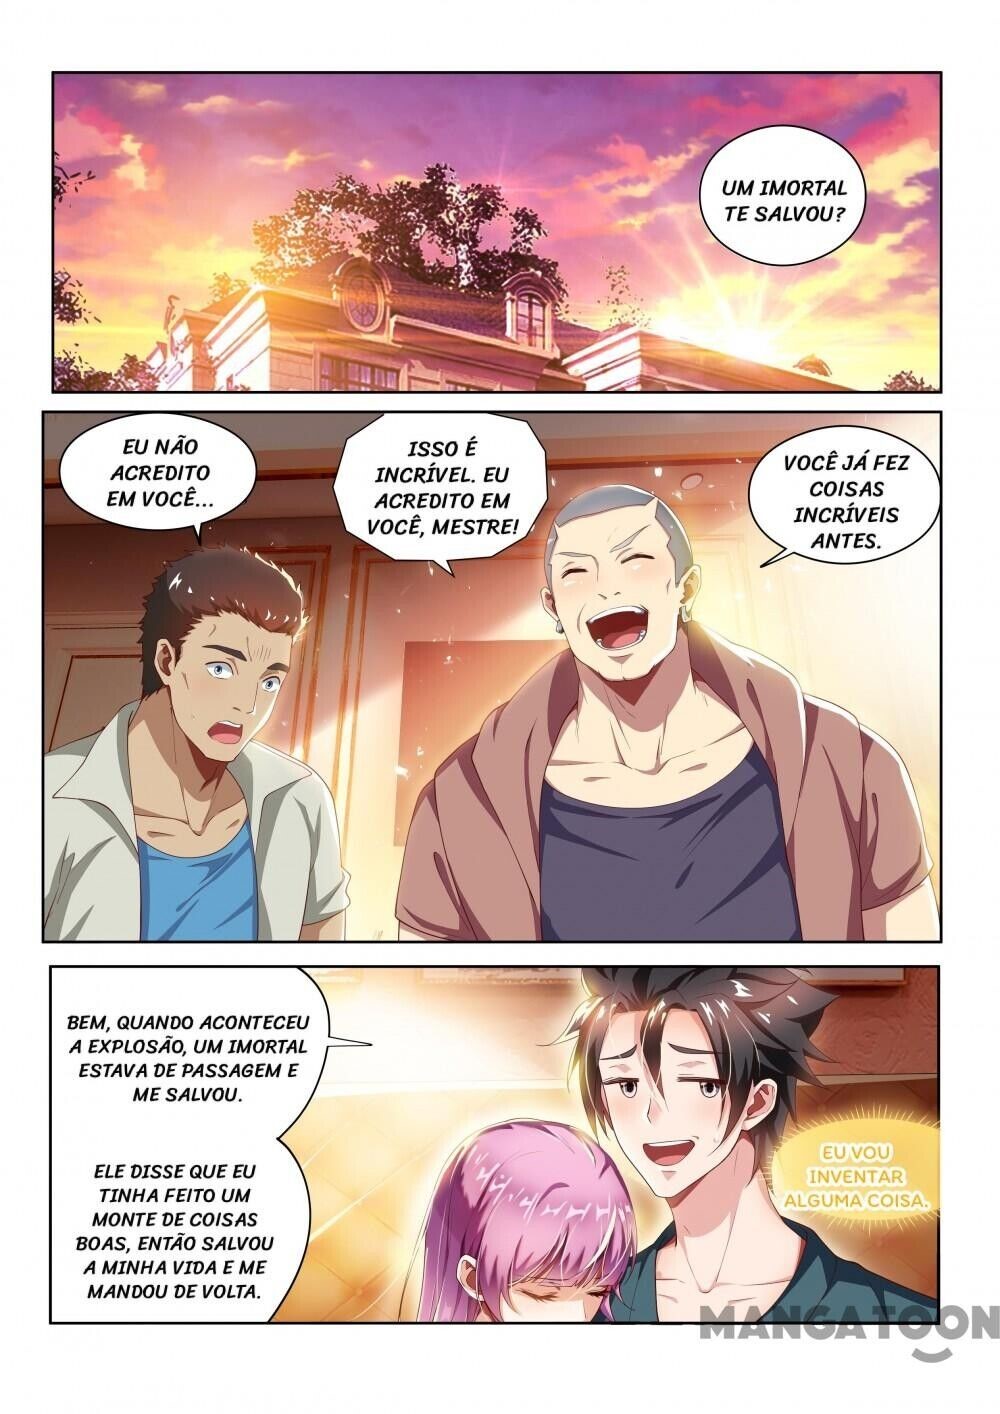 UM IMORTAL
TE SALVOU?
EU NÃO
ACREDITO
EM VOCÊ...
ISSO É
INCRÍVEL. EU
ACREDITO EM
VOCÊ, MESTRE!
VOCÊ JÁ FEZ
COISAS
INCRÍVEIS
ANTES.
BEM, QUANDO ACONTECEU
A EXPLOSÃO, UM IMORTAL
ESTAVA DE PASSAGEM E
ME SALVOU.
ELE DISSE QUE EU
TINHA FEITO UM
MONTE DE COISAS
BOAS, ENTÃO SALVOU
A MINHA VIDA E ME
MANDOU DE VOLTA.
EU VOU
INVENTAR
ALGUMA COISA.
MANGATOON